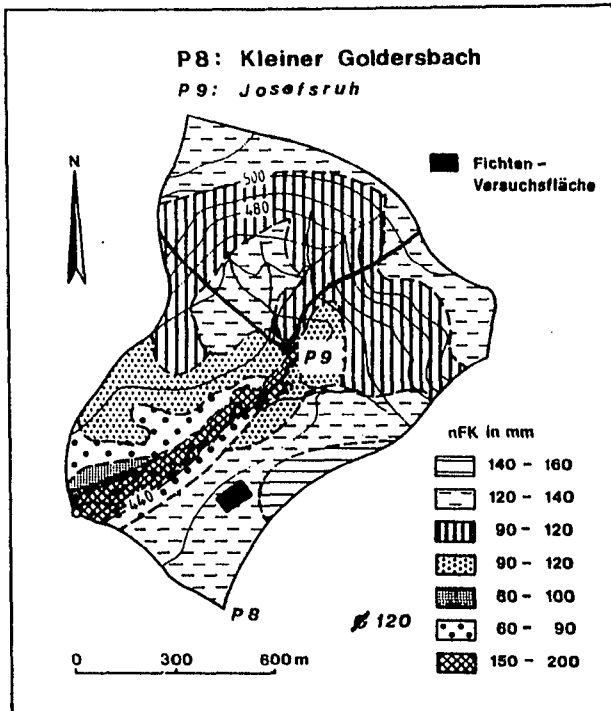 P8: Kleiner Goldersbach
P9: Josefsruh
N
Fichten-
Versuchsfläche
500
480
P9
440
P8
nFK in mm
140 - 160
120 - 140
90 - 120
90 - 120
80 - 100
60 - 90
150 - 200
120
0 300 600 m